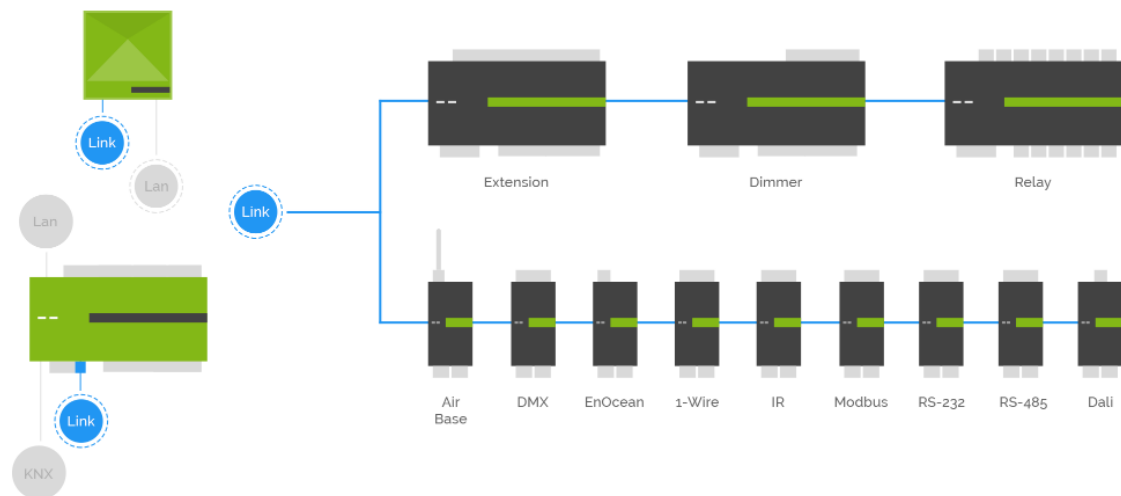 Link
Lan
Lan
Link
KNX
Link
Extension
Dimmer
Relay
Air
Base
DMX
EnOcean
1-Wire
IR
Modbus
RS-232
RS-485
Dali